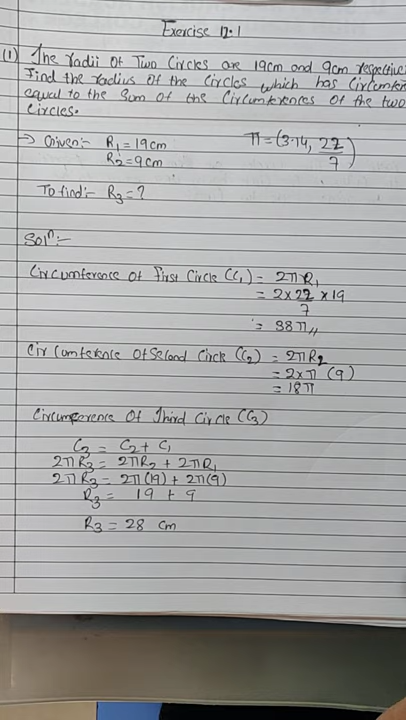 Exercise 12.1
(1) The radii of Two Circles are 19cm and 9cm respective
Find the radius of the circles which has Circumferen
equal to the Sum of the Circumferences of the two
Circles.
→ Given:- R₁ = 19cm π = (3.14, 22/7)
R₂ = 9cm
To find:- R₃ = ?
Solⁿ:-
Circumference of First Circle (C₁) = 2πR₁
= 2 x 22/7 x 19
= 38π,,
Circumference of Second Circle (C₂) = 2πR₂
= 2xπ (9)
= 18π
Circumference Of Third Circle (C₃)
C₃ = C₂ + C₁
2πR₃ = 2πR₂ + 2πR₁
2πR₃ = 2π(19) + 2π(9)
R₃ = 19 + 9
R₃ = 28 cm